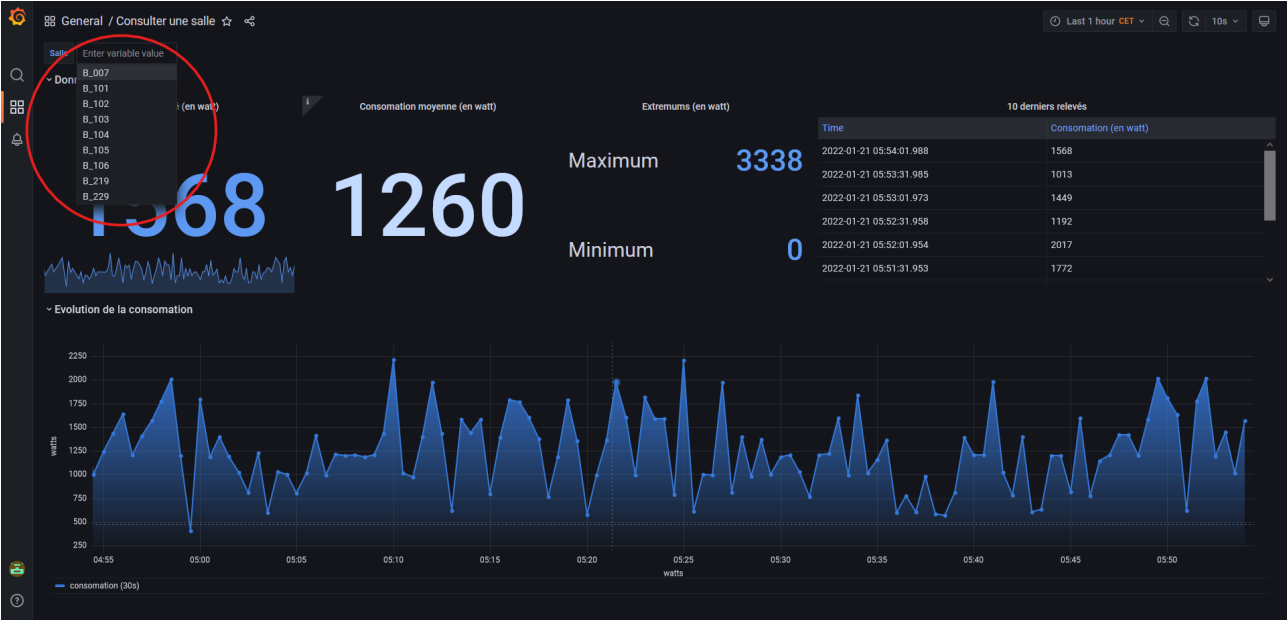 General / Consulter une salle
Last 1 hour CET
10s
Salle Enter variable value
B_007
B_101
B_102
B_103
B_104
B_105
B_106
B_219
B_229
(en watt)
Consomation moyenne (en watt)
1260
Extremums (en watt)
Maximum 3338
Minimum 0
10 derniers relevés
Time Consomation (en watt)
2022-01-21 05:54:01.988 1568
2022-01-21 05:53:31.985 1013
2022-01-21 05:53:01.973 1449
2022-01-21 05:52:31.958 1192
2022-01-21 05:52:01.954 2017
2022-01-21 05:51:31.953 1772
1568
Evolution de la consomation
2250
2000
1750
1500
1250
1000
750
500
250
watts
04:55 05:00 05:05 05:10 05:15 05:20 05:25 05:30 05:35 05:40 05:45 05:50
watts
consomation (30s)